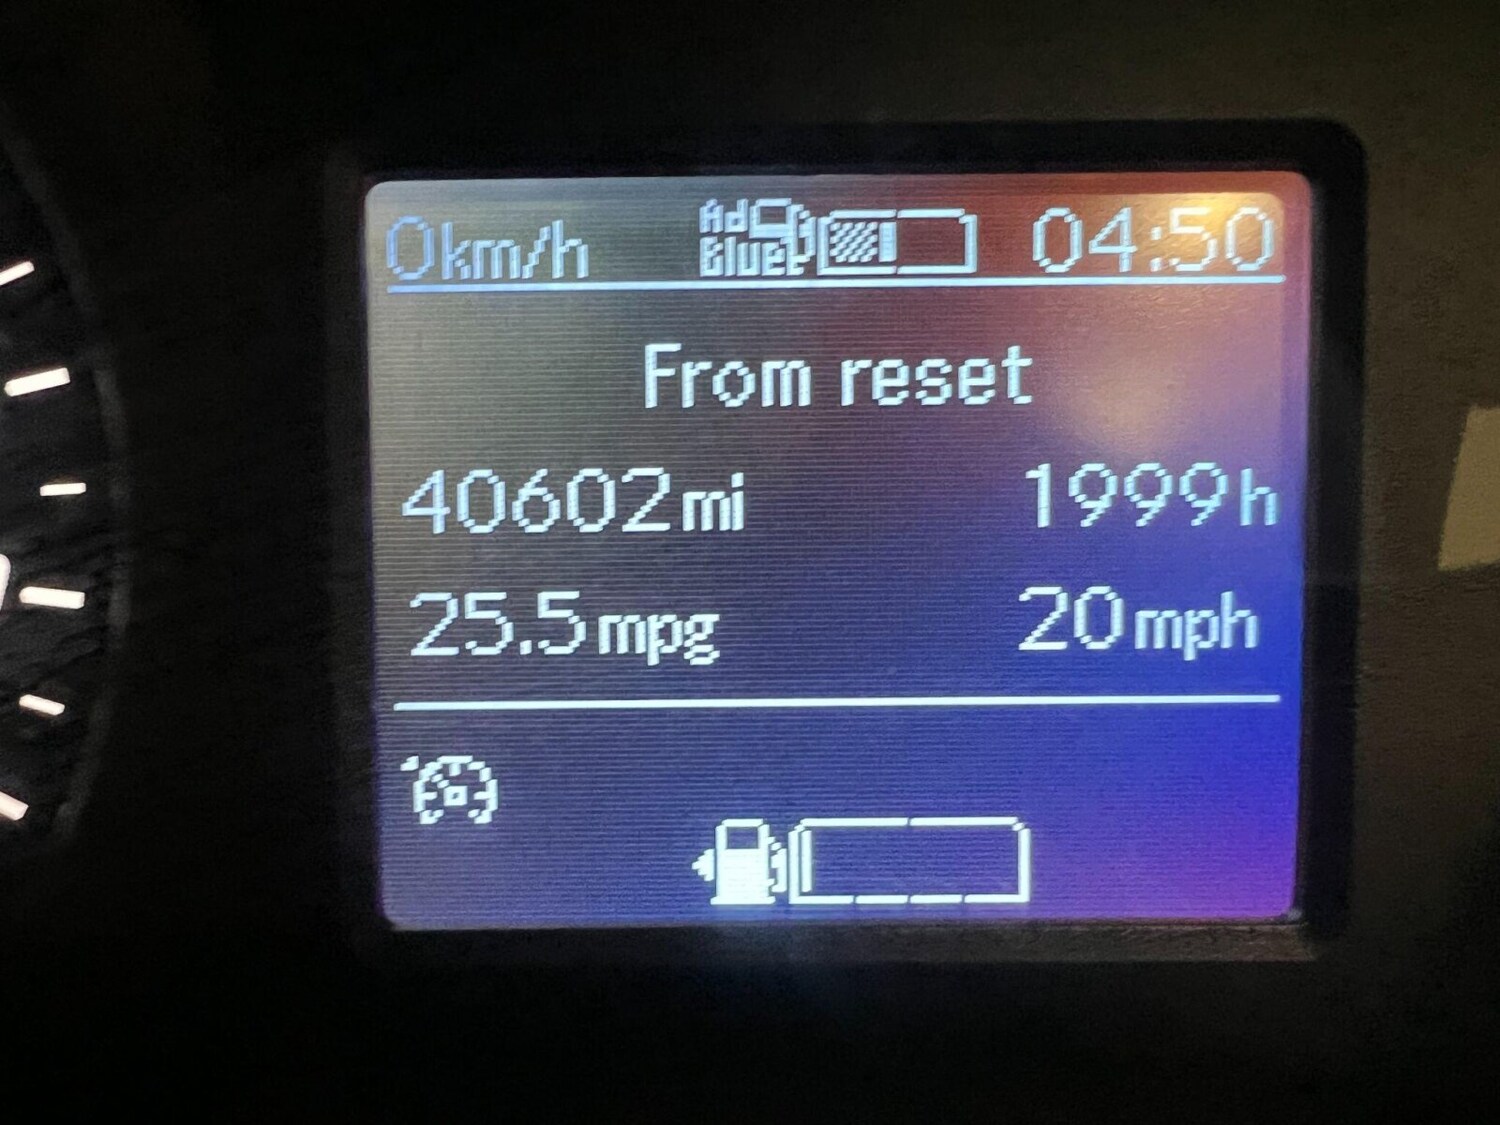 0km/h AdBlue 04:50
From reset
40602mi 1999h
25.5mpg 20mph